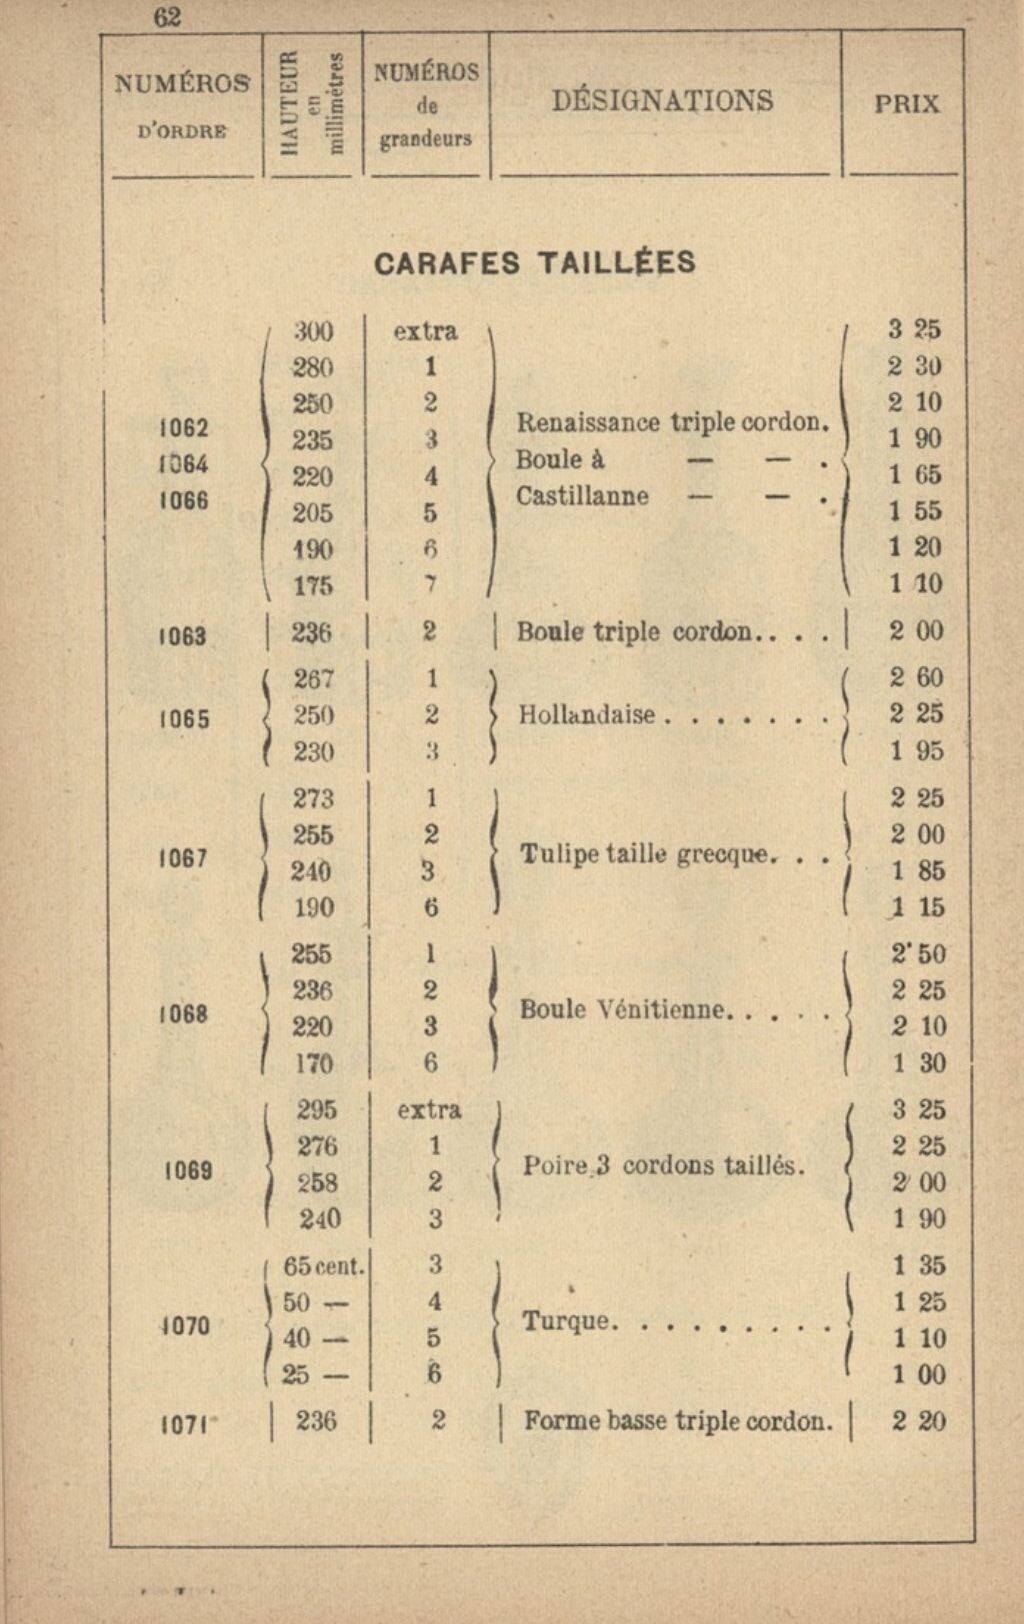 62
NUMÉROS D'ORDRE | HAUTEUR en millimètres | NUMÉROS de grandeurs | DÉSIGNATIONS | PRIX
CARAFES TAILLÉES
300 extra 3 25
280 1 2 30
250 2 2 10
1062 Renaissance triple cordon.
235 3 1 90
1064 Boule à — — .
220 4 1 65
1066 Castillanne — — .
205 5 1 55
190 6 1 20
175 7 1 10
1063 236 2 Boule triple cordon. . . . 2 00
267 1 2 60
1065 250 2 Hollandaise . . . . . . . 2 25
230 3 1 95
273 1 2 25
255 2 2 00
1067 Tulipe taille grecque. . .
240 3 1 85
190 6 1 15
255 1 2 50
236 2 2 25
1068 Boule Vénitienne. . . . .
220 3 2 10
170 6 1 30
295 extra 3 25
276 1 2 25
1069 Poire 3 cordons taillés.
258 2 2 00
240 3 1 90
65 cent. 3 1 35
50 — 4 1 25
1070 Turque. . . . . . . . .
40 — 5 1 10
25 — 6 1 00
1071 236 2 Forme basse triple cordon. 2 20